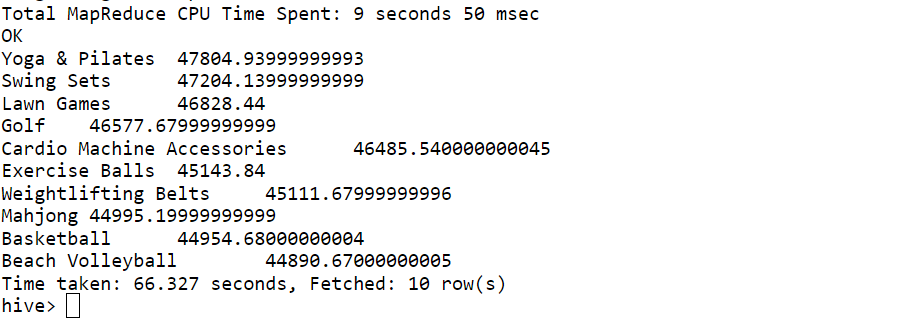 Total MapReduce CPU Time Spent: 9 seconds 50 msec
OK
Yoga & Pilates  47804.93999999993
Swing Sets      47204.13999999999
Lawn Games      46828.44
Golf    46577.67999999999
Cardio Machine Accessories      46485.540000000045
Exercise Balls  45143.84
Weightlifting Belts     45111.67999999996
Mahjong 44995.19999999999
Basketball      44954.68000000004
Beach Volleyball        44890.67000000005
Time taken: 66.327 seconds, Fetched: 10 row(s)
hive>